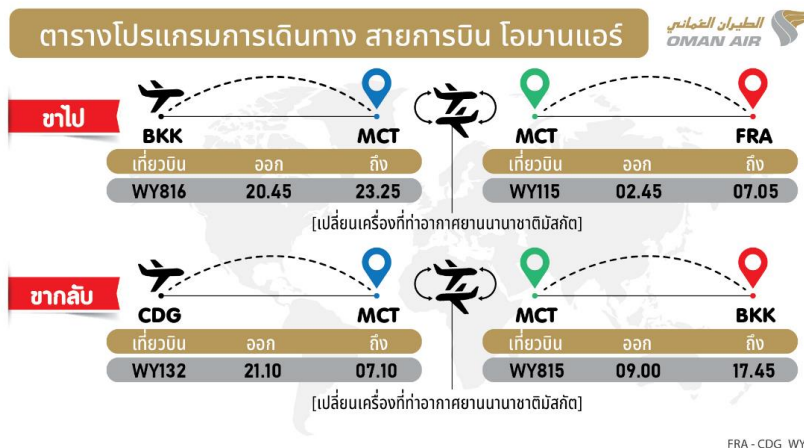 ตารางโปรแกรมการเดินทาง สายการบิน โอมานแอร์
الطيران العُماني
OMAN AIR
ขาไป
BKK MCT MCT FRA
เที่ยวบิน ออก ถึง เที่ยวบิน ออก ถึง
WY816 20.45 23.25 WY115 02.45 07.05
[เปลี่ยนเครื่องที่ท่าอากาศยานนานาชาติมัสกัต]
ขากลับ
CDG MCT MCT BKK
เที่ยวบิน ออก ถึง เที่ยวบิน ออก ถึง
WY132 21.10 07.10 WY815 09.00 17.45
[เปลี่ยนเครื่องที่ท่าอากาศยานนานาชาติมัสกัต]
FRA - CDG WY